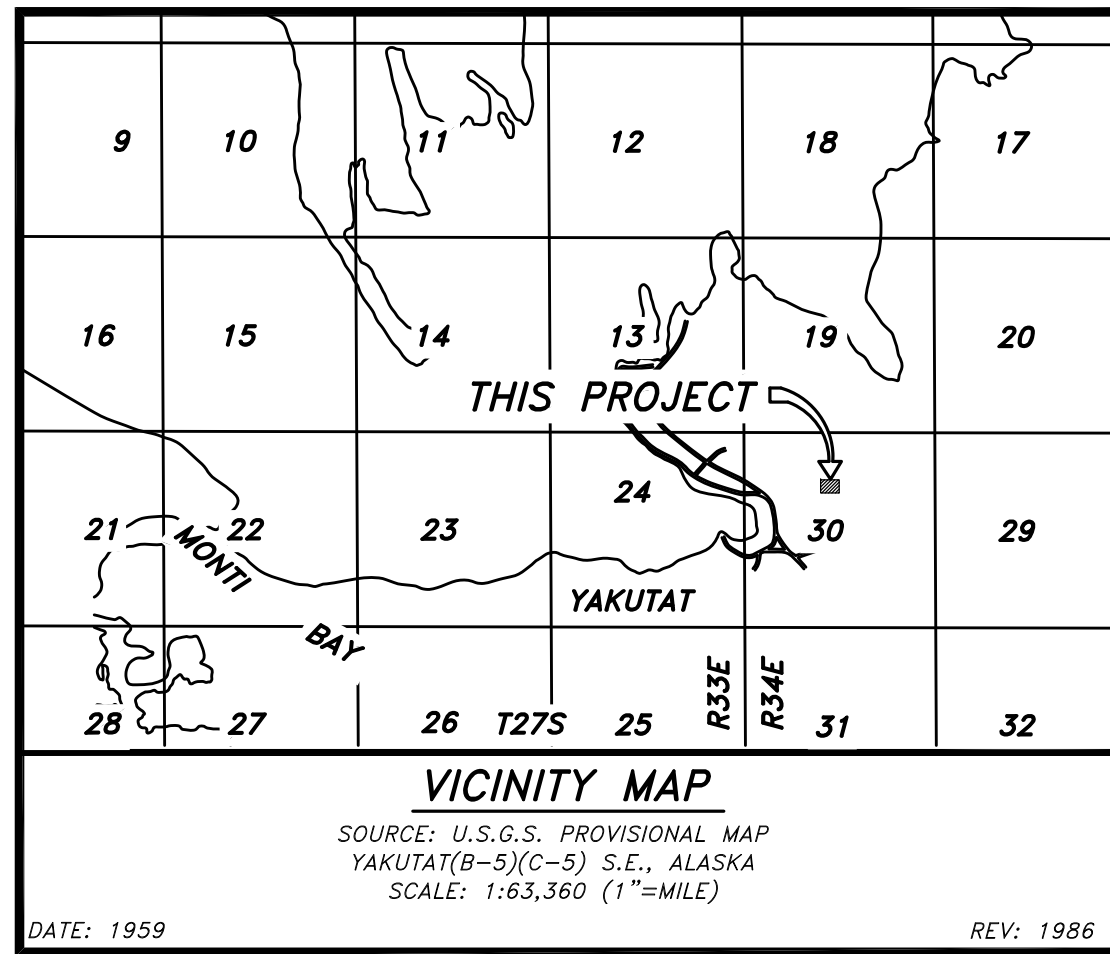 9 10 11 12 18 17
16 15 14 13 19 20
THIS PROJECT
21 22 23 24 30 29
MONTI
YAKUTAT
BAY
R33E R34E
28 27 26 T27S 25 31 32
VICINITY MAP
SOURCE: U.S.G.S. PROVISIONAL MAP
YAKUTAT(B-5)(C-5) S.E., ALASKA
SCALE: 1:63,360 (1"=MILE)
DATE: 1959 REV: 1986